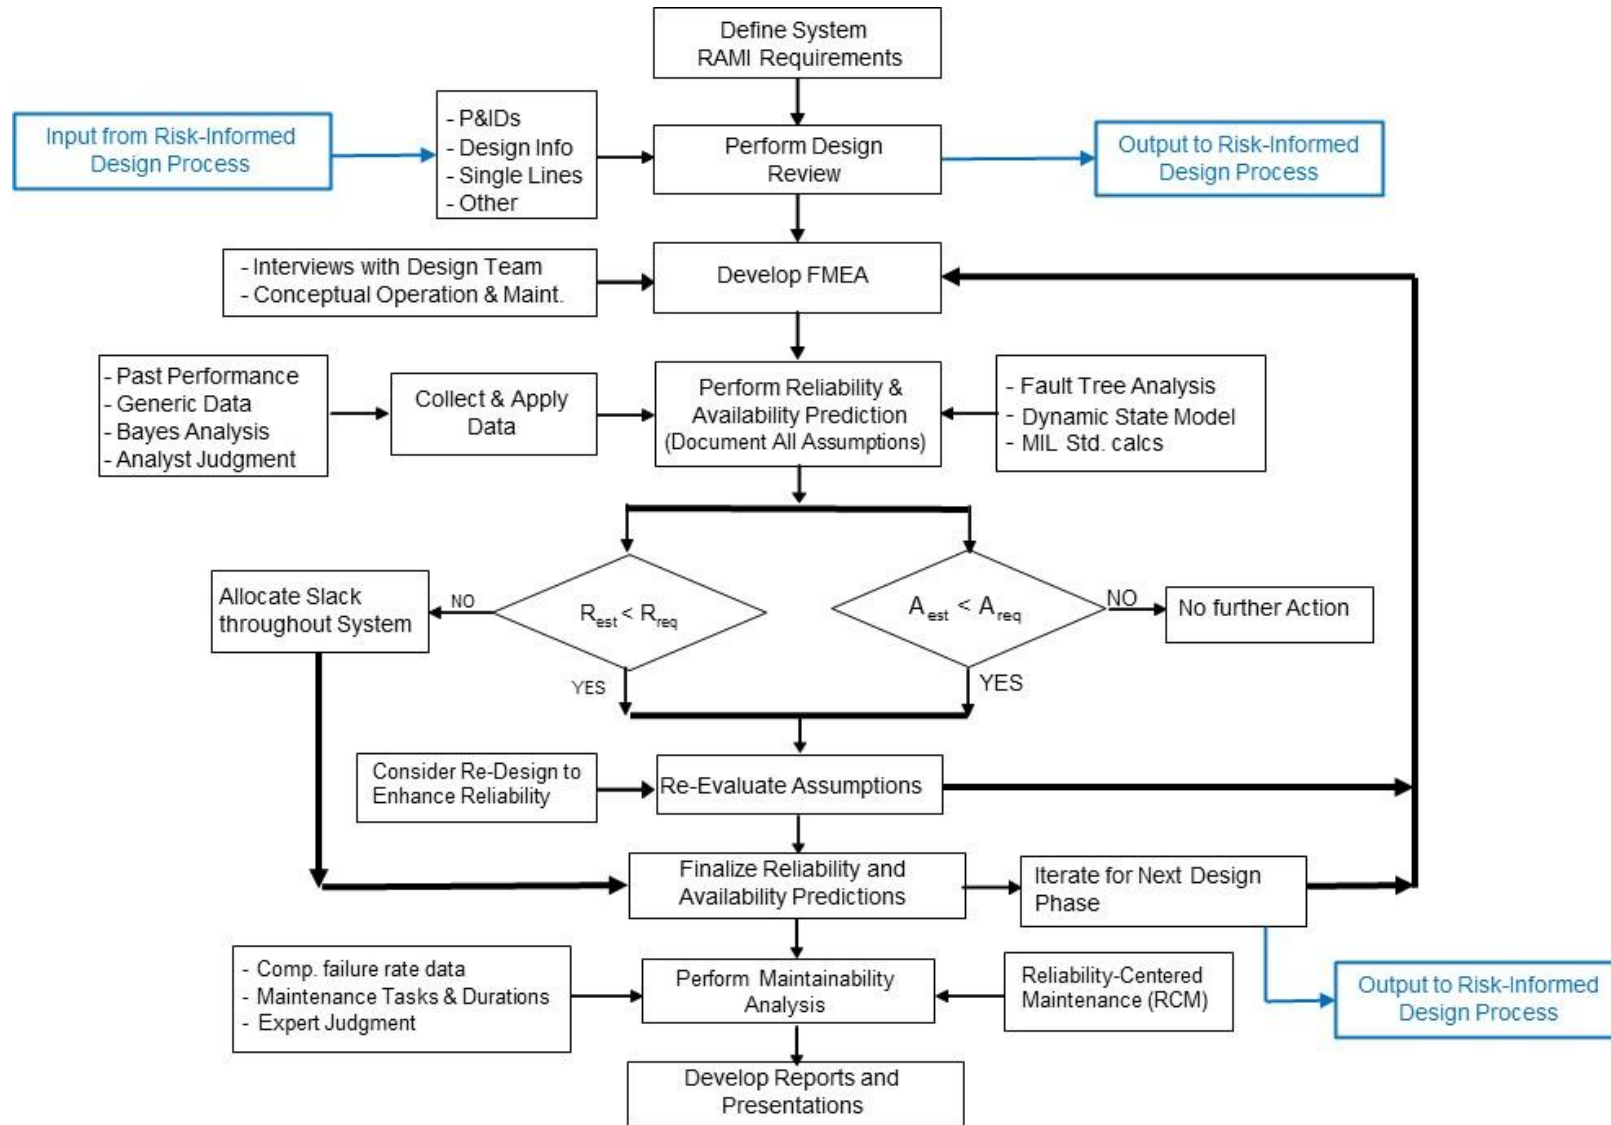 Define System
RAMI Requirements
Input from Risk-Informed
Design Process
- P&IDs
- Design Info
- Single Lines
- Other
Perform Design
Review
Output to Risk-Informed
Design Process
- Interviews with Design Team
- Conceptual Operation & Maint.
Develop FMEA
- Past Performance
- Generic Data
- Bayes Analysis
- Analyst Judgment
Collect & Apply
Data
Perform Reliability &
Availability Prediction
(Document All Assumptions)
- Fault Tree Analysis
- Dynamic State Model
- MIL Std. calcs
Allocate Slack
throughout System
NO
Rest < Rreq
YES
Aest < Areq
NO
YES
No further Action
Consider Re-Design to
Enhance Reliability
Re-Evaluate Assumptions
Finalize Reliability and
Availability Predictions
Iterate for Next Design
Phase
- Comp. failure rate data
- Maintenance Tasks & Durations
- Expert Judgment
Perform Maintainability
Analysis
Reliability-Centered
Maintenance (RCM)
Output to Risk-Informed
Design Process
Develop Reports and
Presentations